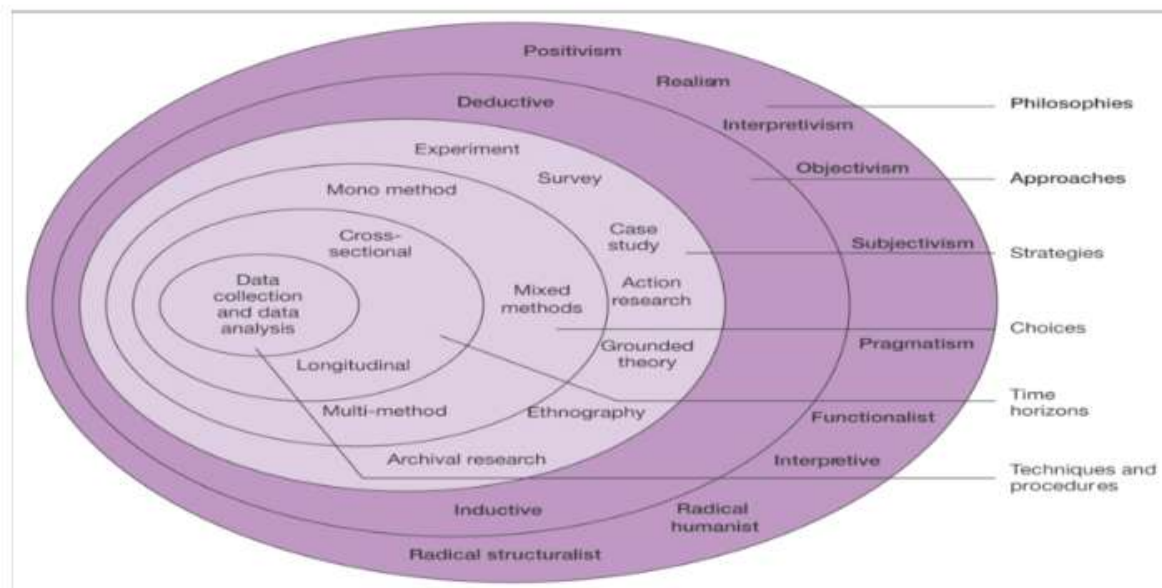 Positivism
Realism
Philosophies
Deductive
Interpretivism
Experiment
Objectivism
Survey
Approaches
Mono method
Case
study
Cross-
sectional
Subjectivism
Strategies
Data
collection
and data
analysis
Mixed
methods
Action
research
Choices
Grounded
theory
Pragmatism
Longitudinal
Time
horizons
Multi-method
Ethnography
Functionalist
Archival research
Interpretive
Techniques and
procedures
Inductive
Radical
humanist
Radical structuralist